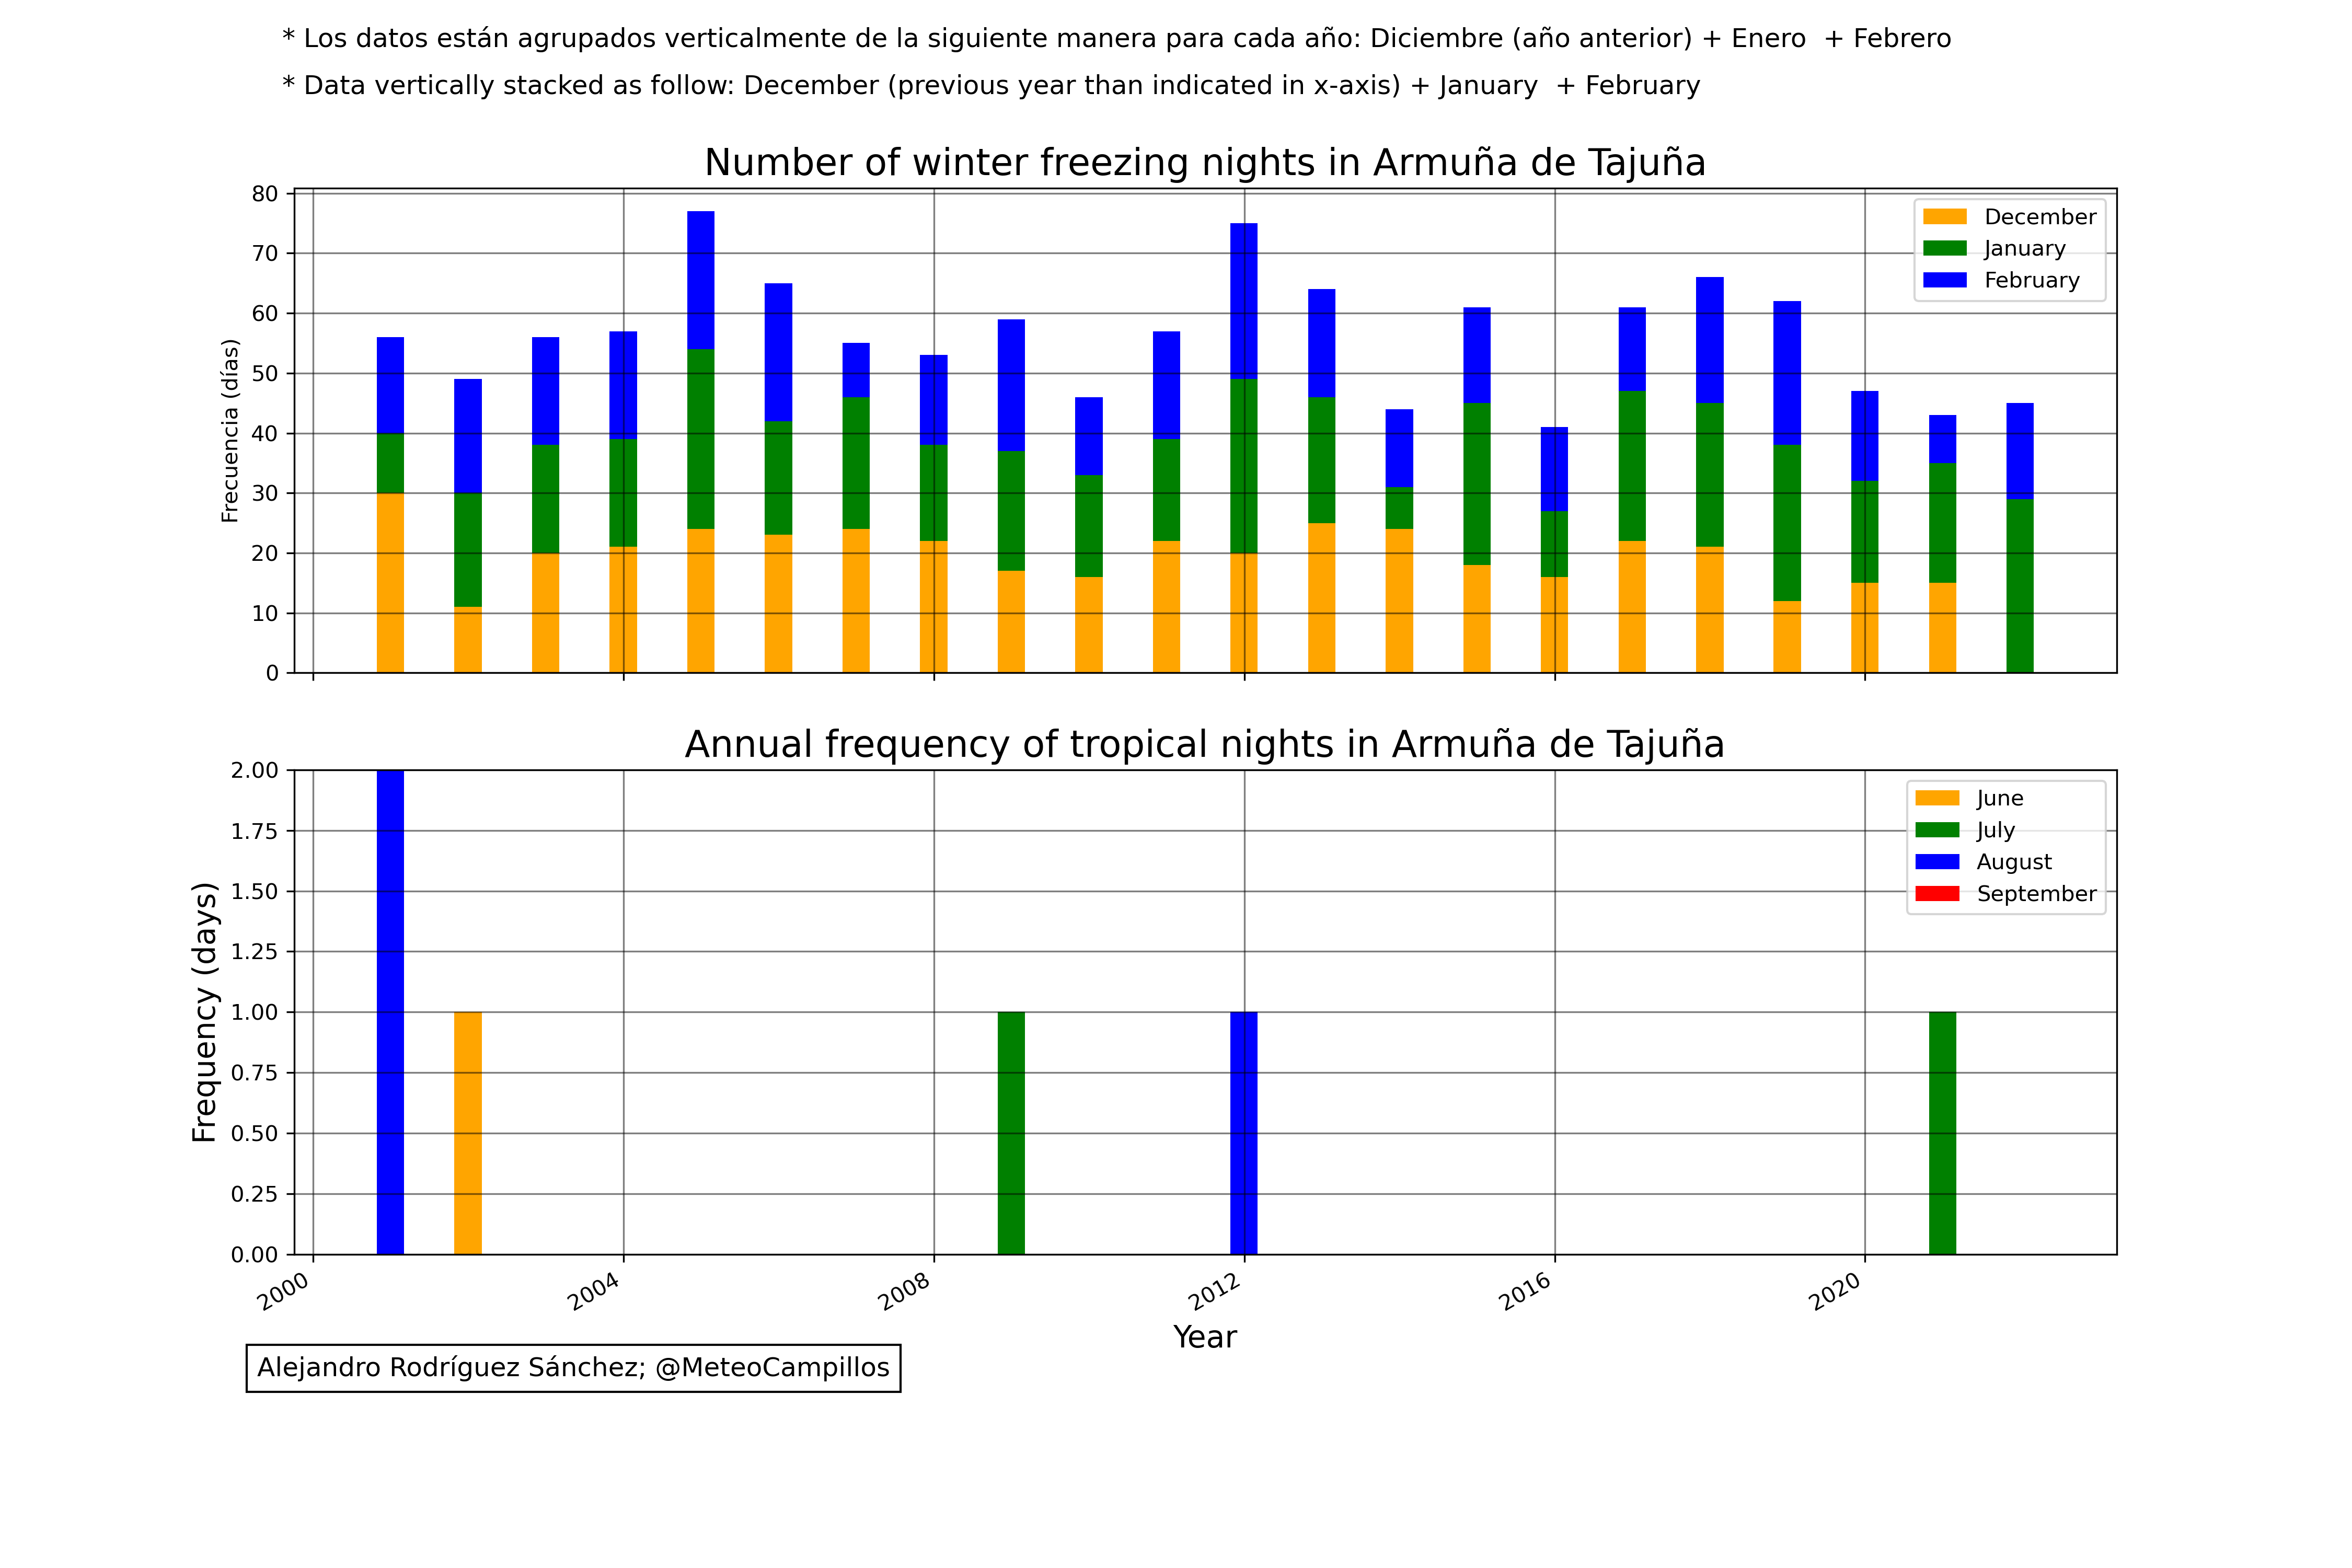 * Los datos están agrupados verticalmente de la siguiente manera para cada año: Diciembre (año anterior) + Enero  + Febrero
* Data vertically stacked as follow: December (previous year than indicated in x-axis) + January  + February
Number of winter freezing nights in Armuña de Tajuña
80
70
60
50
40
30
20
10
0
Frecuencia (días)
December
January
February
Annual frequency of tropical nights in Armuña de Tajuña
2.00
1.75
1.50
1.25
1.00
0.75
0.50
0.25
0.00
Frequency (days)
June
July
August
September
2000
2004
2008
2012
2016
2020
Year
Alejandro Rodríguez Sánchez; @MeteoCampillos